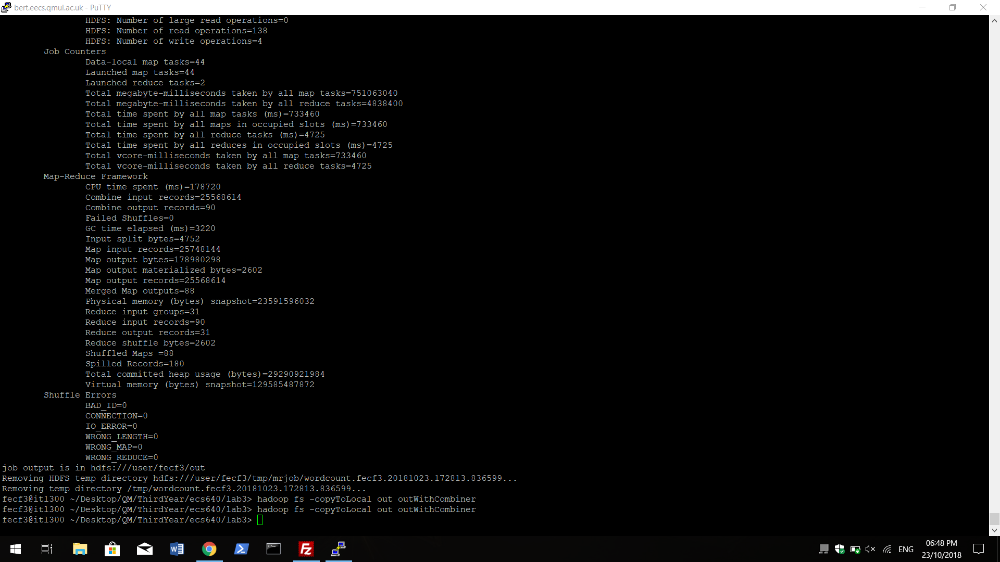 bert.eecs.qmul.ac.uk - PuTTY
HDFS: Number of large read operations=0
HDFS: Number of read operations=138
HDFS: Number of write operations=4
Job Counters
Data-local map tasks=44
Launched map tasks=44
Launched reduce tasks=2
Total megabyte-milliseconds taken by all map tasks=751063040
Total megabyte-milliseconds taken by all reduce tasks=4838400
Total time spent by all map tasks (ms)=733460
Total time spent by all maps in occupied slots (ms)=733460
Total time spent by all reduce tasks (ms)=4725
Total time spent by all reduces in occupied slots (ms)=4725
Total vcore-milliseconds taken by all map tasks=733460
Total vcore-milliseconds taken by all reduce tasks=4725
Map-Reduce Framework
CPU time spent (ms)=178720
Combine input records=25568614
Combine output records=90
Failed Shuffles=0
GC time elapsed (ms)=3220
Input split bytes=4752
Map input records=25748144
Map output bytes=178980298
Map output materialized bytes=2602
Map output records=25568614
Merged Map outputs=88
Physical memory (bytes) snapshot=23591596032
Reduce input groups=31
Reduce input records=90
Reduce output records=31
Reduce shuffle bytes=2602
Shuffled Maps =88
Spilled Records=180
Total committed heap usage (bytes)=29290921984
Virtual memory (bytes) snapshot=129585487872
Shuffle Errors
BAD_ID=0
CONNECTION=0
IO_ERROR=0
WRONG_LENGTH=0
WRONG_MAP=0
WRONG_REDUCE=0
job output is in hdfs:///user/fecf3/out
Removing HDFS temp directory hdfs:///user/fecf3/tmp/mrjob/wordcount.fecf3.20181023.172813.836599...
Removing temp directory /tmp/wordcount.fecf3.20181023.172813.836599...
fecf3@itl300 ~/Desktop/QM/ThirdYear/ecs640/lab3> hadoop fs -copyToLocal out outWithCombiner
fecf3@itl300 ~/Desktop/QM/ThirdYear/ecs640/lab3> hadoop fs -copyToLocal out outWithCombiner
fecf3@itl300 ~/Desktop/QM/ThirdYear/ecs640/lab3>
ENG
06:48 PM
23/10/2018